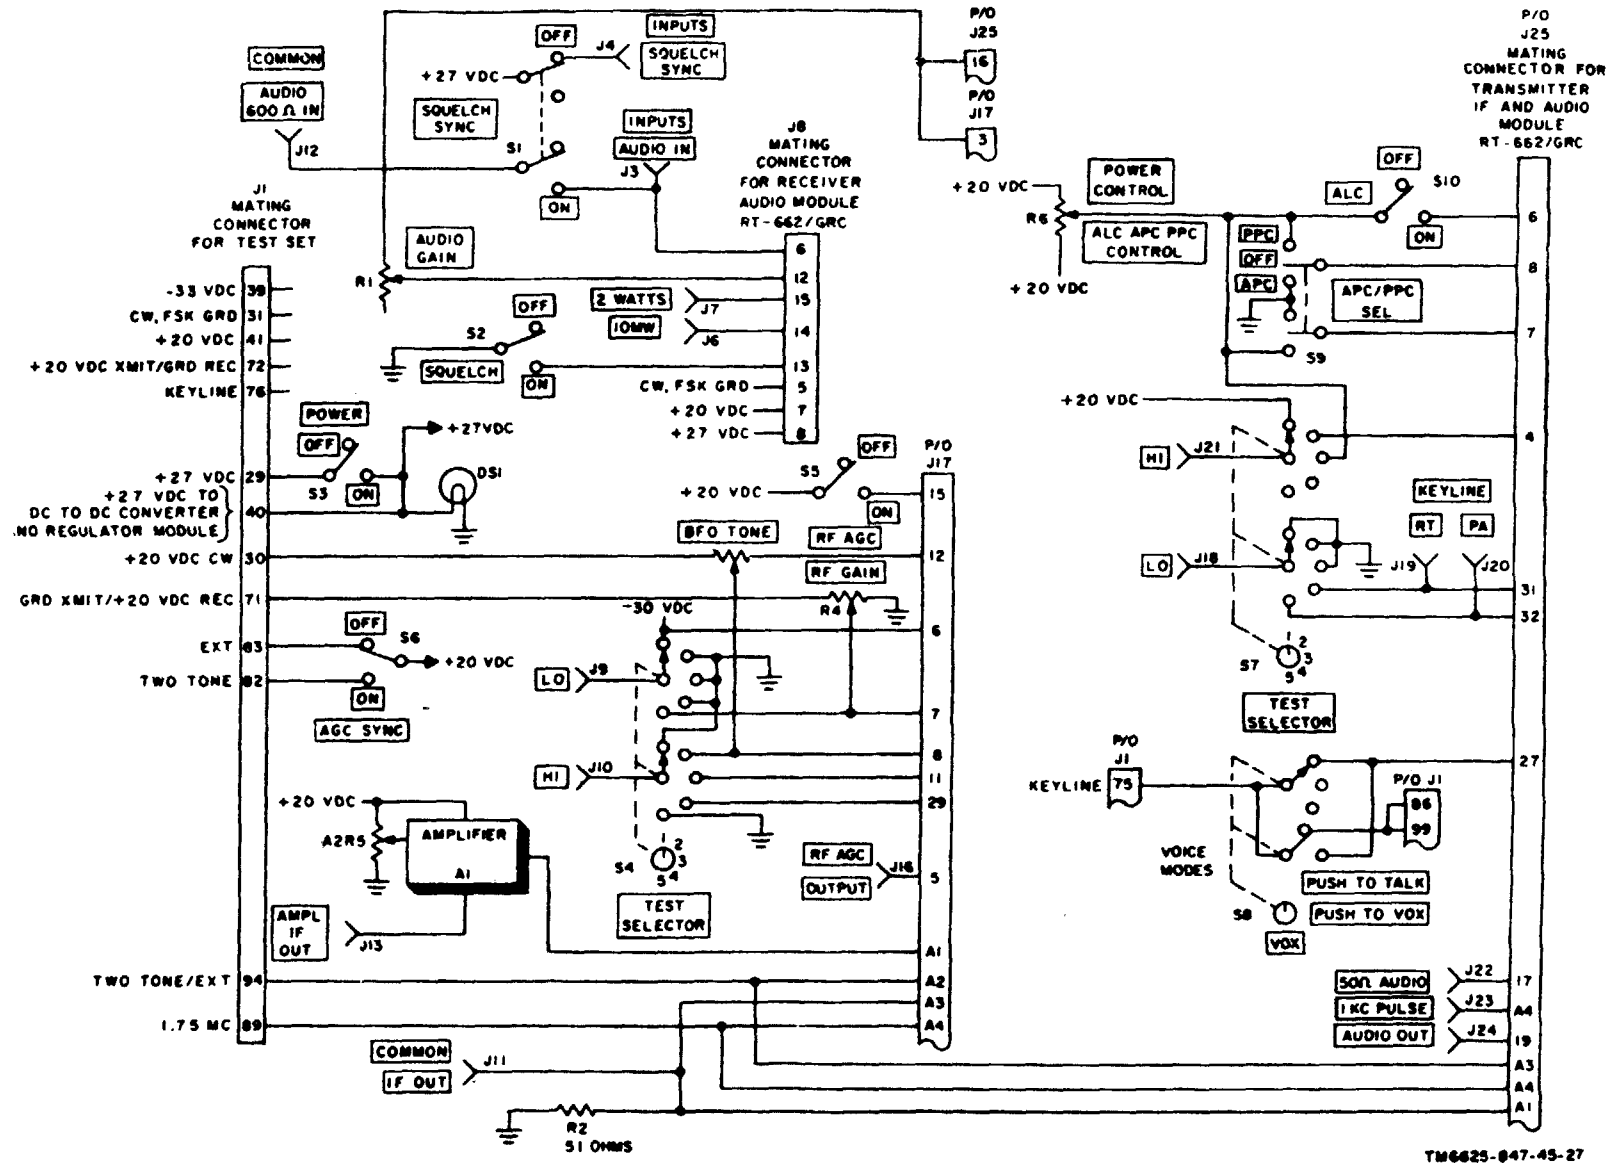 COMMON
AUDIO
600 Ω IN
J12
OFF
J4
INPUTS
SQUELCH
SYNC
+27 VDC
SQUELCH
SYNC
S1
ON
INPUTS
AUDIO IN
J3
P/O
J25
16
P/O
J17
3
J8
MATING
CONNECTOR
FOR RECEIVER
AUDIO MODULE
RT-662/GRC
6
12
15
14
13
5
7
8
AUDIO
GAIN
R1
2 WATTS
J7
10MW
J6
OFF
S2
SQUELCH
ON
CW, FSK GRD
+20 VDC
+27 VDC
J1
MATING
CONNECTOR
FOR TEST SET
-33 VDC 39
CW, FSK GRD 31
+20 VDC 41
+20 VDC XMIT/GRD REC 72
KEYLINE 76
POWER
OFF
S3
ON
+27VDC
DS1
+27 VDC 29
+27 VDC TO
DC TO DC CONVERTER
NO REGULATOR MODULE
40
+20 VDC CW 30
GRD XMIT/+20 VDC REC 71
EXT 83
TWO TONE 82
OFF
S6
+20 VDC
ON
AGC SYNC
+20 VDC
A2R5
AMPLIFIER
A1
AMPL
IF
OUT
J13
TWO TONE/EXT 94
1.75 MC 89
COMMON
IF OUT
J11
R2
51 OHMS
P/O
J17
S5
OFF
+20 VDC
ON
15
BFO TONE
RF AGC
12
RF GAIN
R4
-30 VDC
6
LO
J9
7
8
HI
J10
11
29
S4
2
3
4
5
TEST
SELECTOR
RF AGC
OUTPUT
J16
5
A1
A2
A3
A4
P/O
J25
MATING
CONNECTOR FOR
TRANSMITTER
IF AND AUDIO
MODULE
RT-662/GRC
+20 VDC
R6
+20 VDC
POWER
CONTROL
ALC APC PPC
CONTROL
ALC
OFF
S10
ON
6
PPC
OFF
APC
APC/PPC
SEL
S9
8
7
+20 VDC
HI
J21
4
LO
J18
KEYLINE
RT
PA
J19
J20
31
32
S7
2
3
4
5
TEST
SELECTOR
P/O
J1
KEYLINE 75
27
P/O J1
86
99
VOICE
MODES
PUSH TO TALK
PUSH TO VOX
S8
VOX
50Ω AUDIO
J22
17
1 KC PULSE
J23
A4
AUDIO OUT
J24
19
A3
A4
A1
TM6625-847-45-27